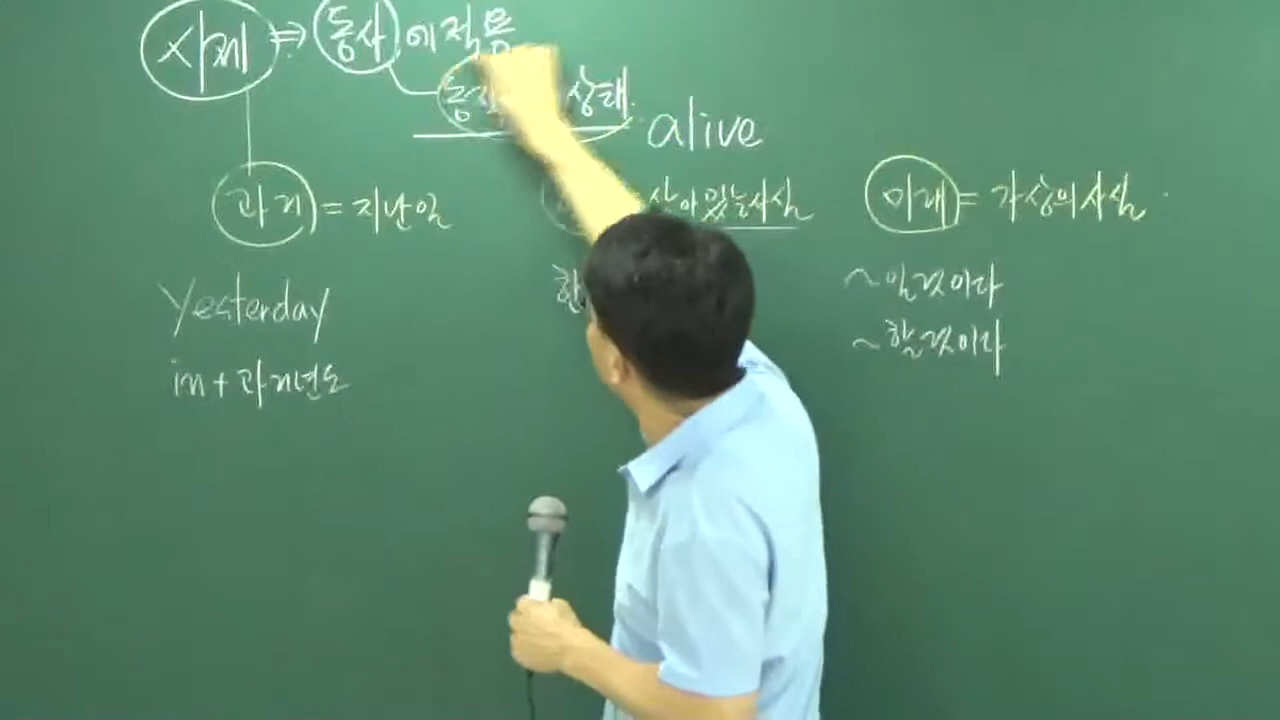 시제 ⇒ 동사에 적용
상태
alive
과거 = 지난일
살아있는사실
미래 = 가상의사실
Yesterday
~일것이다
~할것이다
in + 과거년도